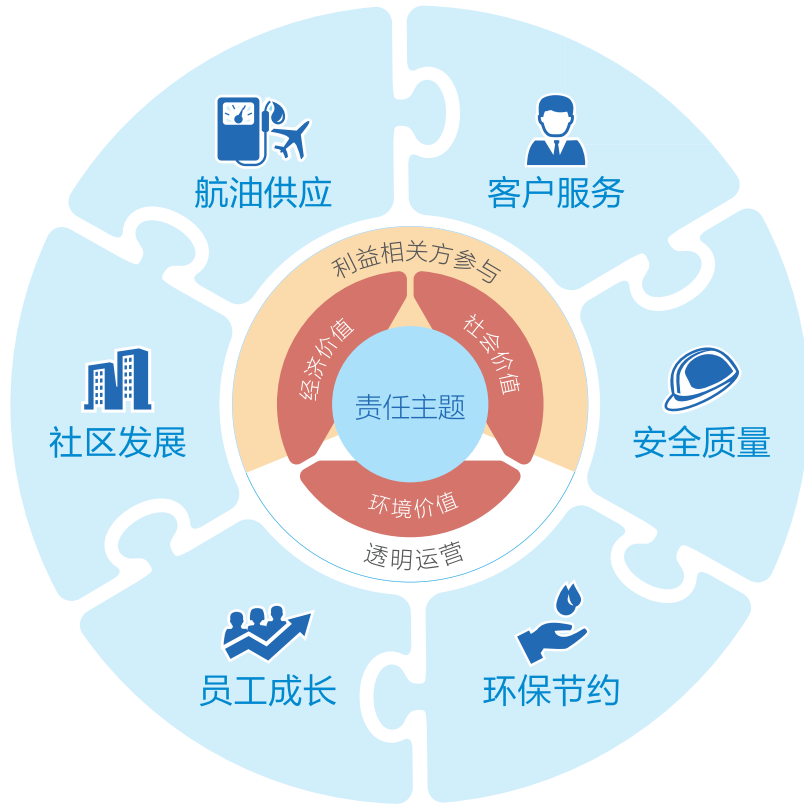 航油供应
客户服务
利益相关方参与
经济价值
社会价值
责任主题
社区发展
安全质量
环境价值
透明运营
员工成长
环保节约